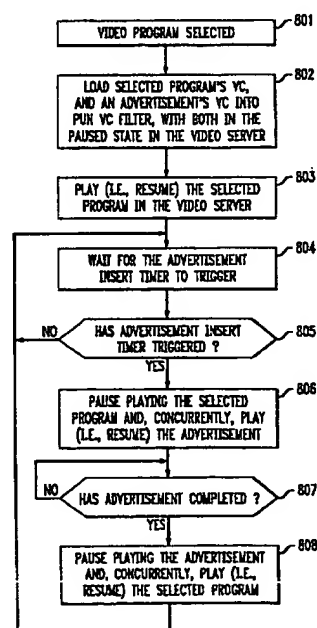 801
VIDEO PROGRAM SELECTED
802
LOAD SELECTED PROGRAM'S VC,
AND AN ADVERTISEMENT'S VC INTO
PUN VC FILTER, WITH BOTH IN THE
PAUSED STATE IN THE VIDEO SERVER
803
PLAY (I.E., RESUME) THE SELECTED
PROGRAM IN THE VIDEO SERVER
804
WAIT FOR THE ADVERTISEMENT
INSERT TIMER TO TRIGGER
NO
HAS ADVERTISEMENT INSERT
TIMER TRIGGERED ?
805
YES
806
PAUSE PLAYING THE SELECTED
PROGRAM AND, CONCURRENTLY, PLAY
(I.E., RESUME) THE ADVERTISEMENT
NO
HAS ADVERTISEMENT COMPLETED ?
807
YES
808
PAUSE PLAYING THE ADVERTISEMENT
AND, CONCURRENTLY, PLAY (I.E.,
RESUME) THE SELECTED PROGRAM